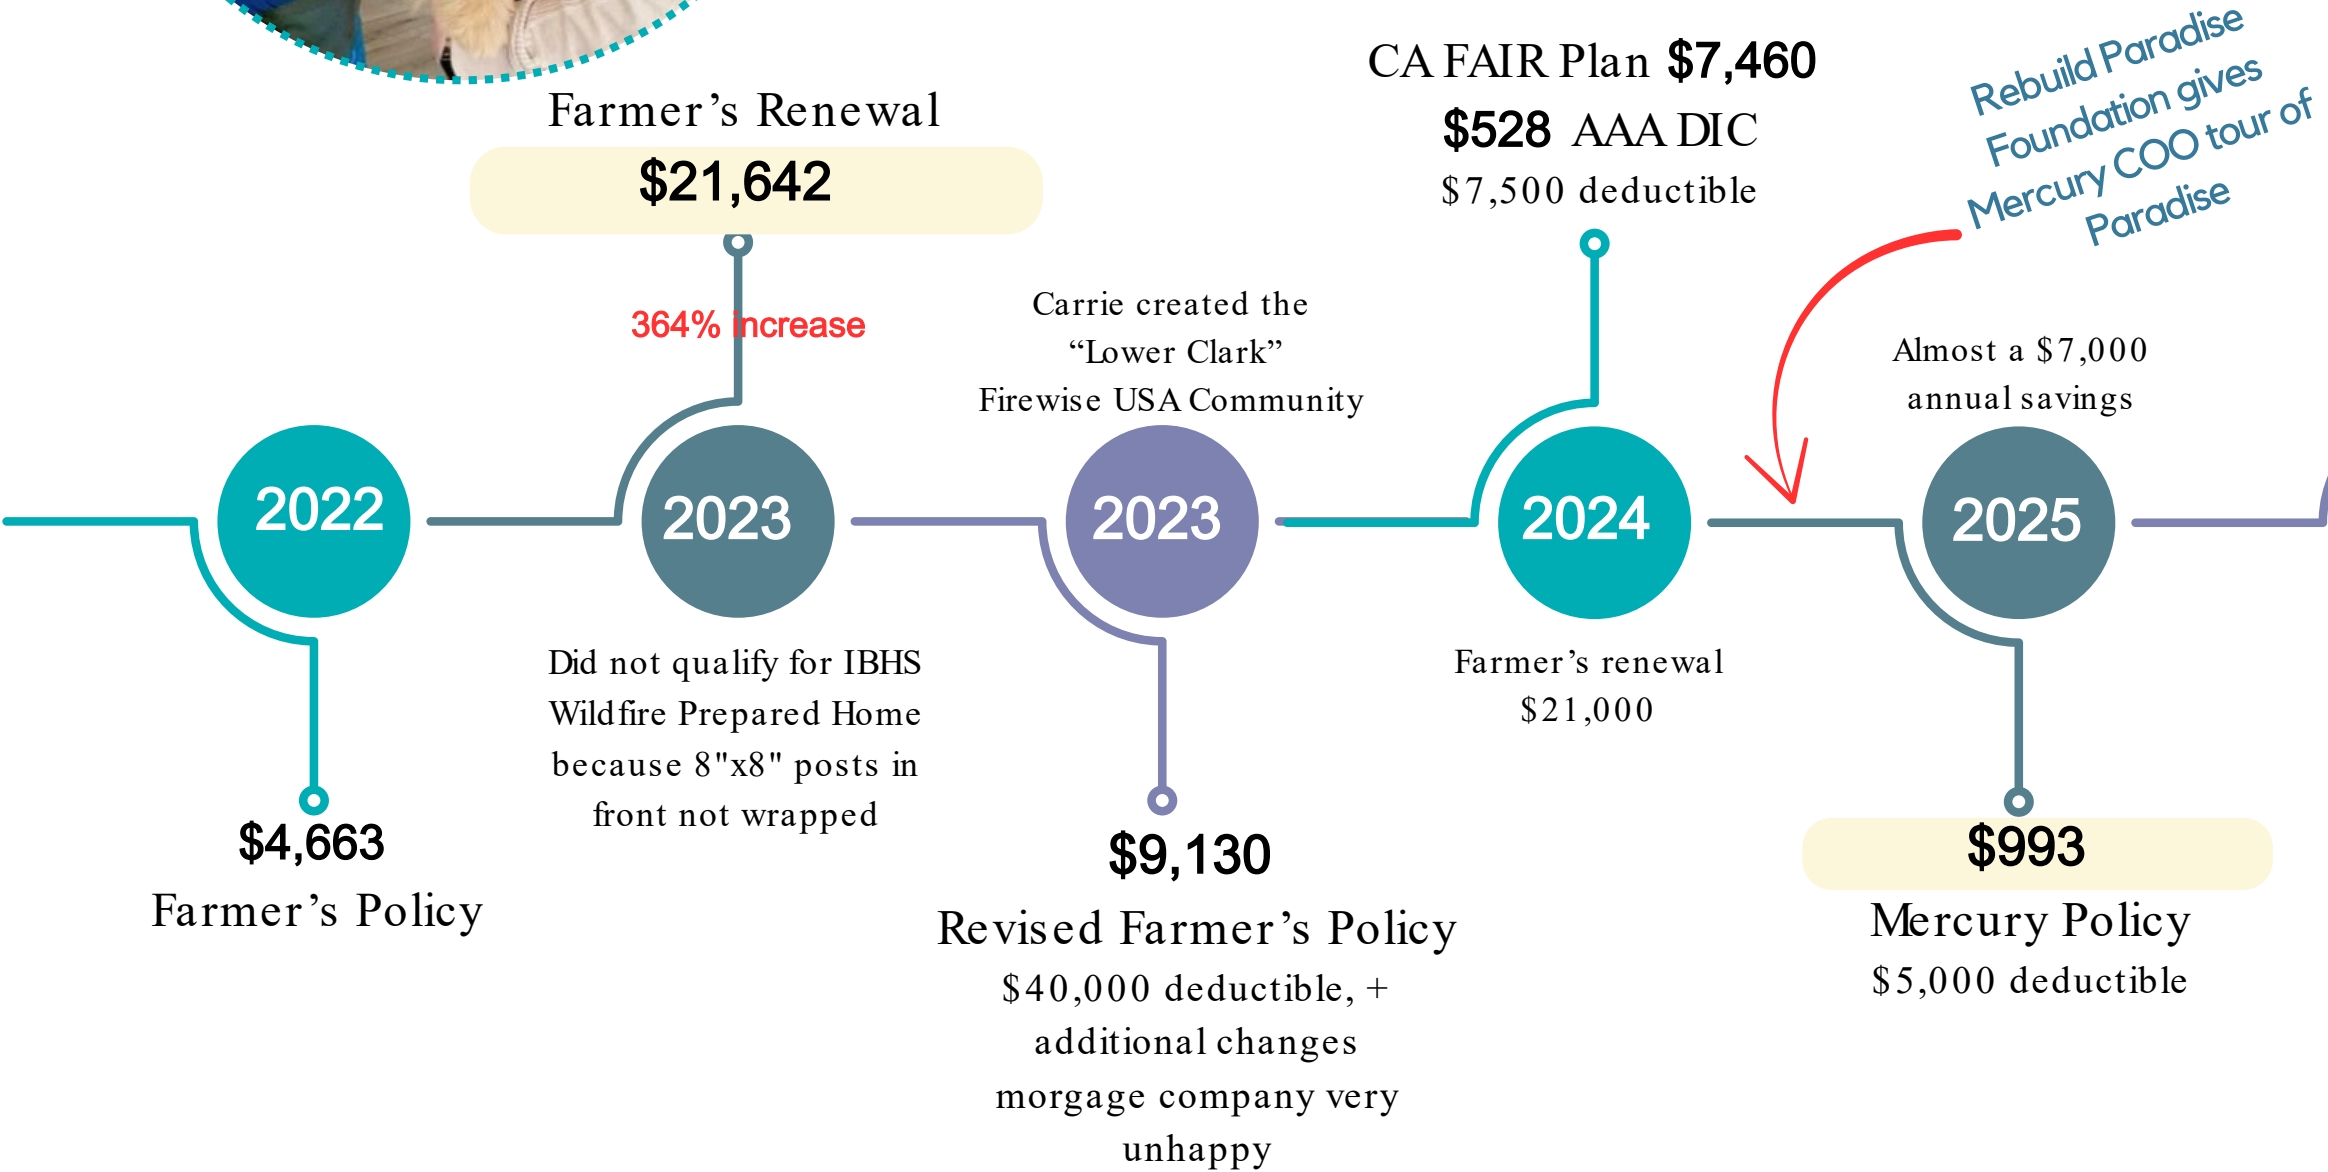 CA FAIR Plan $7,460
$528 AAA DIC
$7,500 deductible
Rebuild Paradise
Foundation gives
Mercury COO tour of
Paradise
Farmer’s Renewal
$21,642
364% increase
Carrie created the
“Lower Clark”
Firewise USA Community
Almost a $7,000
annual savings
2022
2023
2023
2024
2025
Did not qualify for IBHS
Wildfire Prepared Home
because 8"x8" posts in
front not wrapped
Farmer’s renewal
$21,000
$4,663
Farmer’s Policy
$9,130
Revised Farmer’s Policy
$40,000 deductible, +
additional changes
morgage company very
unhappy
$993
Mercury Policy
$5,000 deductible